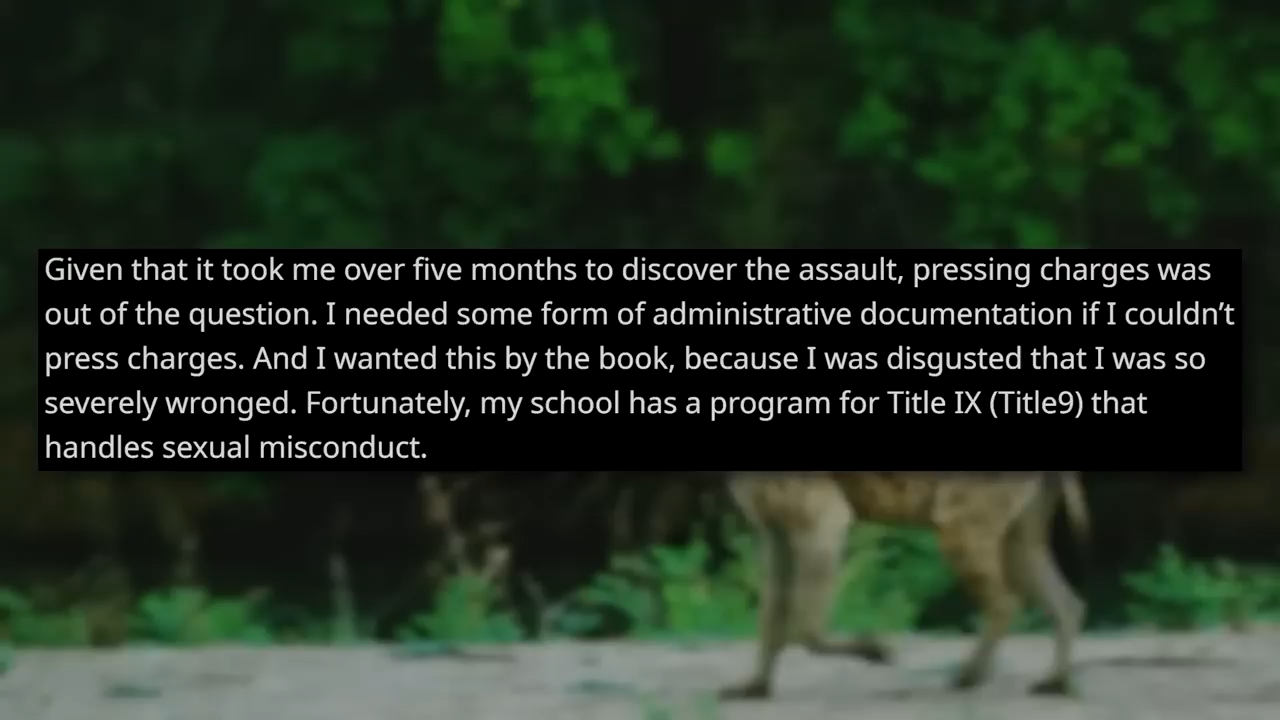 Given that it took me over five months to discover the assault, pressing charges was
out of the question. I needed some form of administrative documentation if I couldn’t
press charges. And I wanted this by the book, because I was disgusted that I was so
severely wronged. Fortunately, my school has a program for Title IX (Title9) that
handles sexual misconduct.